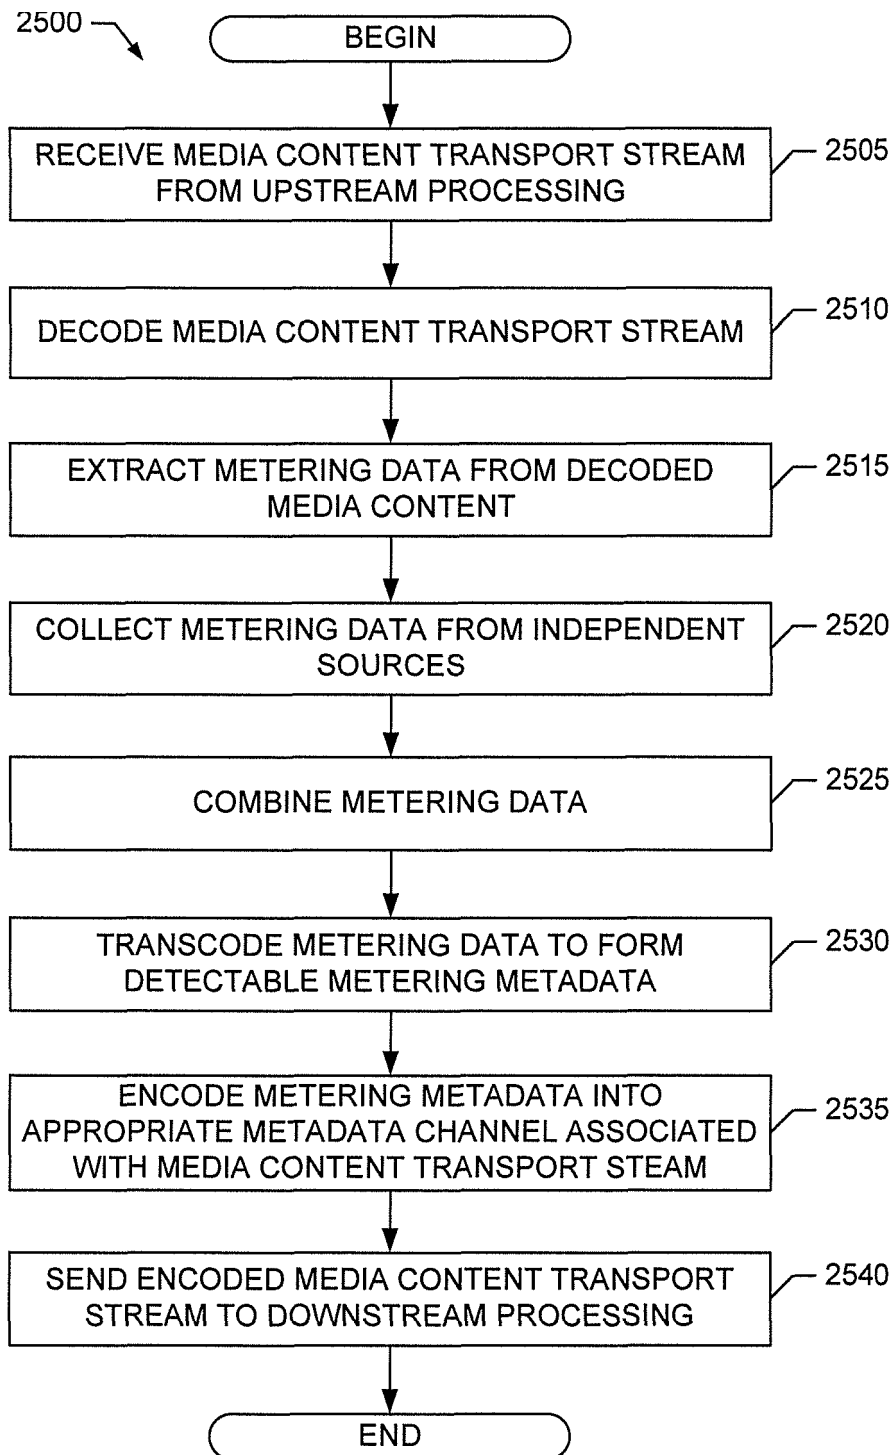 2500
BEGIN
RECEIVE MEDIA CONTENT TRANSPORT STREAM
FROM UPSTREAM PROCESSING
2505
DECODE MEDIA CONTENT TRANSPORT STREAM
2510
EXTRACT METERING DATA FROM DECODED
MEDIA CONTENT
2515
COLLECT METERING DATA FROM INDEPENDENT
SOURCES
2520
COMBINE METERING DATA
2525
TRANSCODE METERING DATA TO FORM
DETECTABLE METERING METADATA
2530
ENCODE METERING METADATA INTO
APPROPRIATE METADATA CHANNEL ASSOCIATED
WITH MEDIA CONTENT TRANSPORT STEAM
2535
SEND ENCODED MEDIA CONTENT TRANSPORT
STREAM TO DOWNSTREAM PROCESSING
2540
END